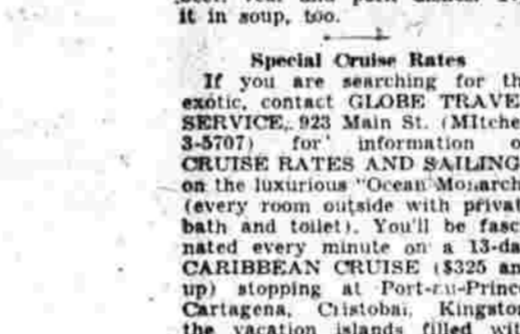 it in soup, too.
Special Cruise Rates
If you are searching for th
exotic, contact GLOBE TRAVE
SERVICE, 923 Main St. (MItche
3-5707) for information o
CRUISE RATES AND SAILING
on the luxurious "Ocean Monarch
(every room outside with privat
bath and toilet). You'll be fasc
nated every minute on a 13-da
CARIBBEAN CRUISE ($325 an
up) stopping at Port-au-Princ
Cartagena, Cristobal, Kingsto
the vacation islands filled wit